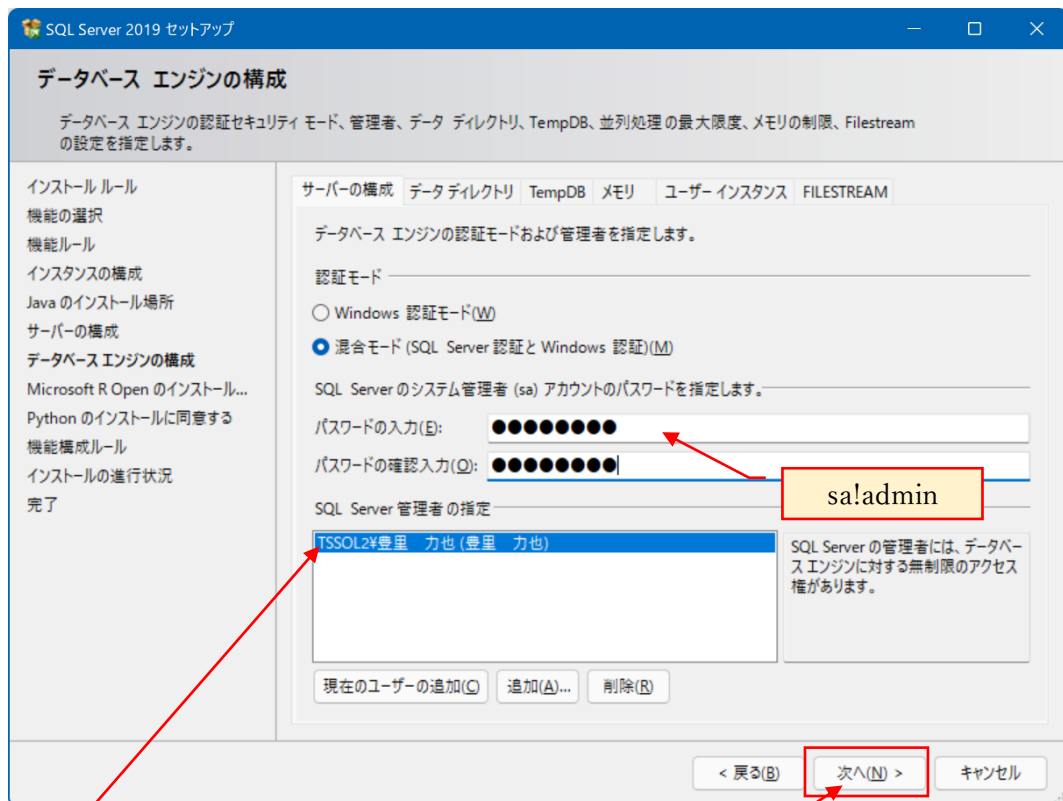 SQL Server 2019 セットアップ
データベース エンジンの構成
データベース エンジンの認証セキュリティ モード、管理者、データ ディレクトリ、TempDB、並列処理の最大限度、メモリの制限、Filestream
の設定を指定します。
インストール ルール
機能の選択
機能ルール
インスタンスの構成
Java のインストール場所
サーバーの構成
データベース エンジンの構成
Microsoft R Open のインストール...
Python のインストールに同意する
機能構成ルール
インストールの進行状況
完了
サーバーの構成 データ ディレクトリ TempDB メモリ ユーザー インスタンス FILESTREAM
データベース エンジンの認証モードおよび管理者を指定します。
認証モード
Windows 認証モード(W)
混合モード (SQL Server 認証と Windows 認証)(M)
SQL Server のシステム管理者 (sa) アカウントのパスワードを指定します。
パスワードの入力(E): ●●●●●●●●
パスワードの確認入力(O): ●●●●●●●●
sa!admin
SQL Server 管理者の指定
TSSOL2¥豊里 力也 (豊里 力也)
SQL Server の管理者には、データベー
ス エンジンに対する無制限のアクセス
権があります。
現在のユーザーの追加(C) 追加(A)... 削除(R)
< 戻る(B) 次へ(N) > キャンセル